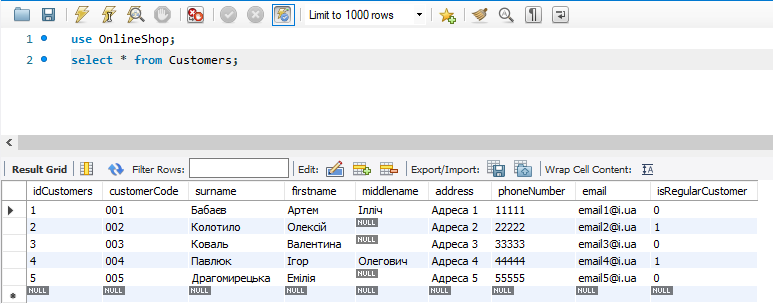 Limit to 1000 rows
1 use OnlineShop;
2 select * from Customers;
Result Grid Filter Rows: Edit: Export/Import: Wrap Cell Content:
idCustomers customerCode surname firstname middlename address phoneNumber email isRegularCustomer
1 001 Бабаєв Артем Ілліч Адреса 1 11111 email1@i.ua 0
2 002 Колотило Олексій NULL Адреса 2 22222 email2@i.ua 1
3 003 Коваль Валентина NULL Адреса 3 33333 email3@i.ua 0
4 004 Павлюк Ігор Олегович Адреса 4 44444 email4@i.ua 1
5 005 Драгомирецька Емілія NULL Адреса 5 55555 email5@i.ua 0
NULL NULL NULL NULL NULL NULL NULL NULL NULL